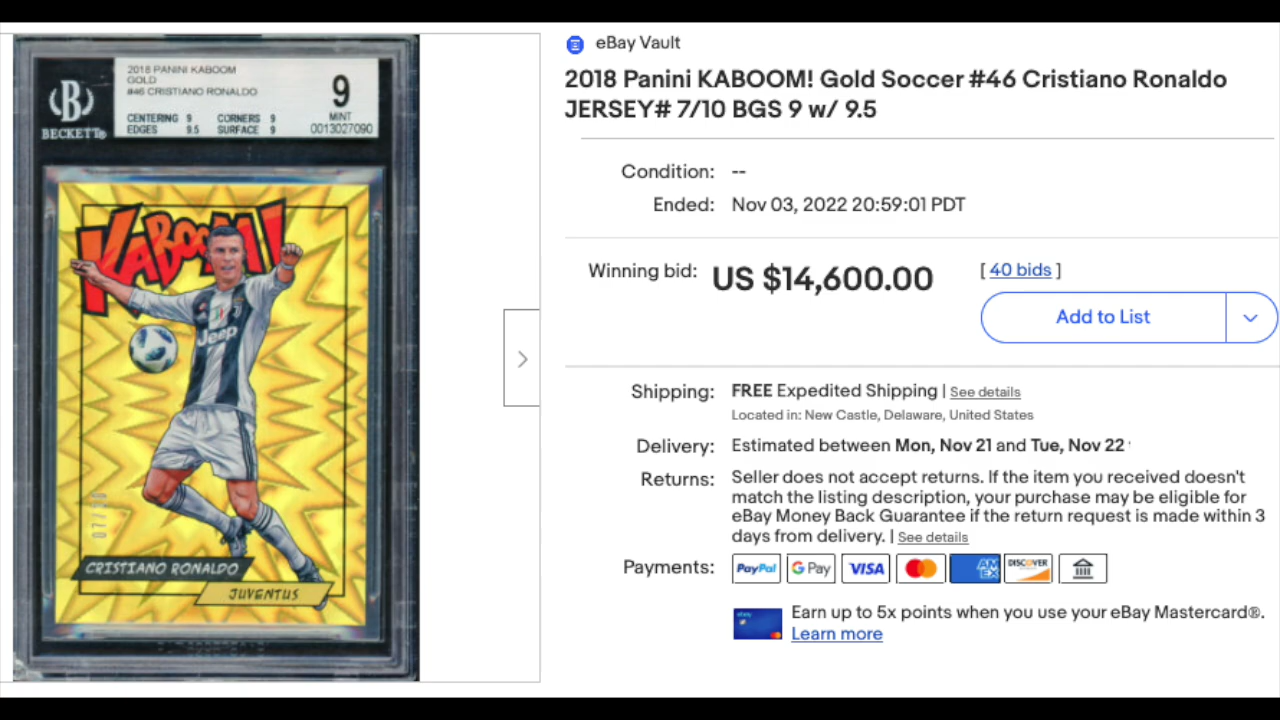 2018 PANINI KABOOM
GOLD
#46 CRISTIANO RONALDO
9
MINT
CENTERING 9 CORNERS 9
EDGES 9.5 SURFACE 9
0013027090
B
BECKETT®
KABOOM!
Jeep
07/10
CRISTIANO RONALDO
JUVENTUS
eBay Vault
2018 Panini KABOOM! Gold Soccer #46 Cristiano Ronaldo
JERSEY# 7/10 BGS 9 w/ 9.5
Condition: --
Ended: Nov 03, 2022 20:59:01 PDT
Winning bid: US $14,600.00 [ 40 bids ]
Add to List
Shipping: FREE Expedited Shipping | See details
Located in: New Castle, Delaware, United States
Delivery: Estimated between Mon, Nov 21 and Tue, Nov 22
Returns: Seller does not accept returns. If the item you received doesn't
match the listing description, your purchase may be eligible for
eBay Money Back Guarantee if the return request is made within 3
days from delivery. | See details
Payments: PayPal G Pay VISA AM EX DISCOVER
ebay
Earn up to 5x points when you use your eBay Mastercard®.
Learn more